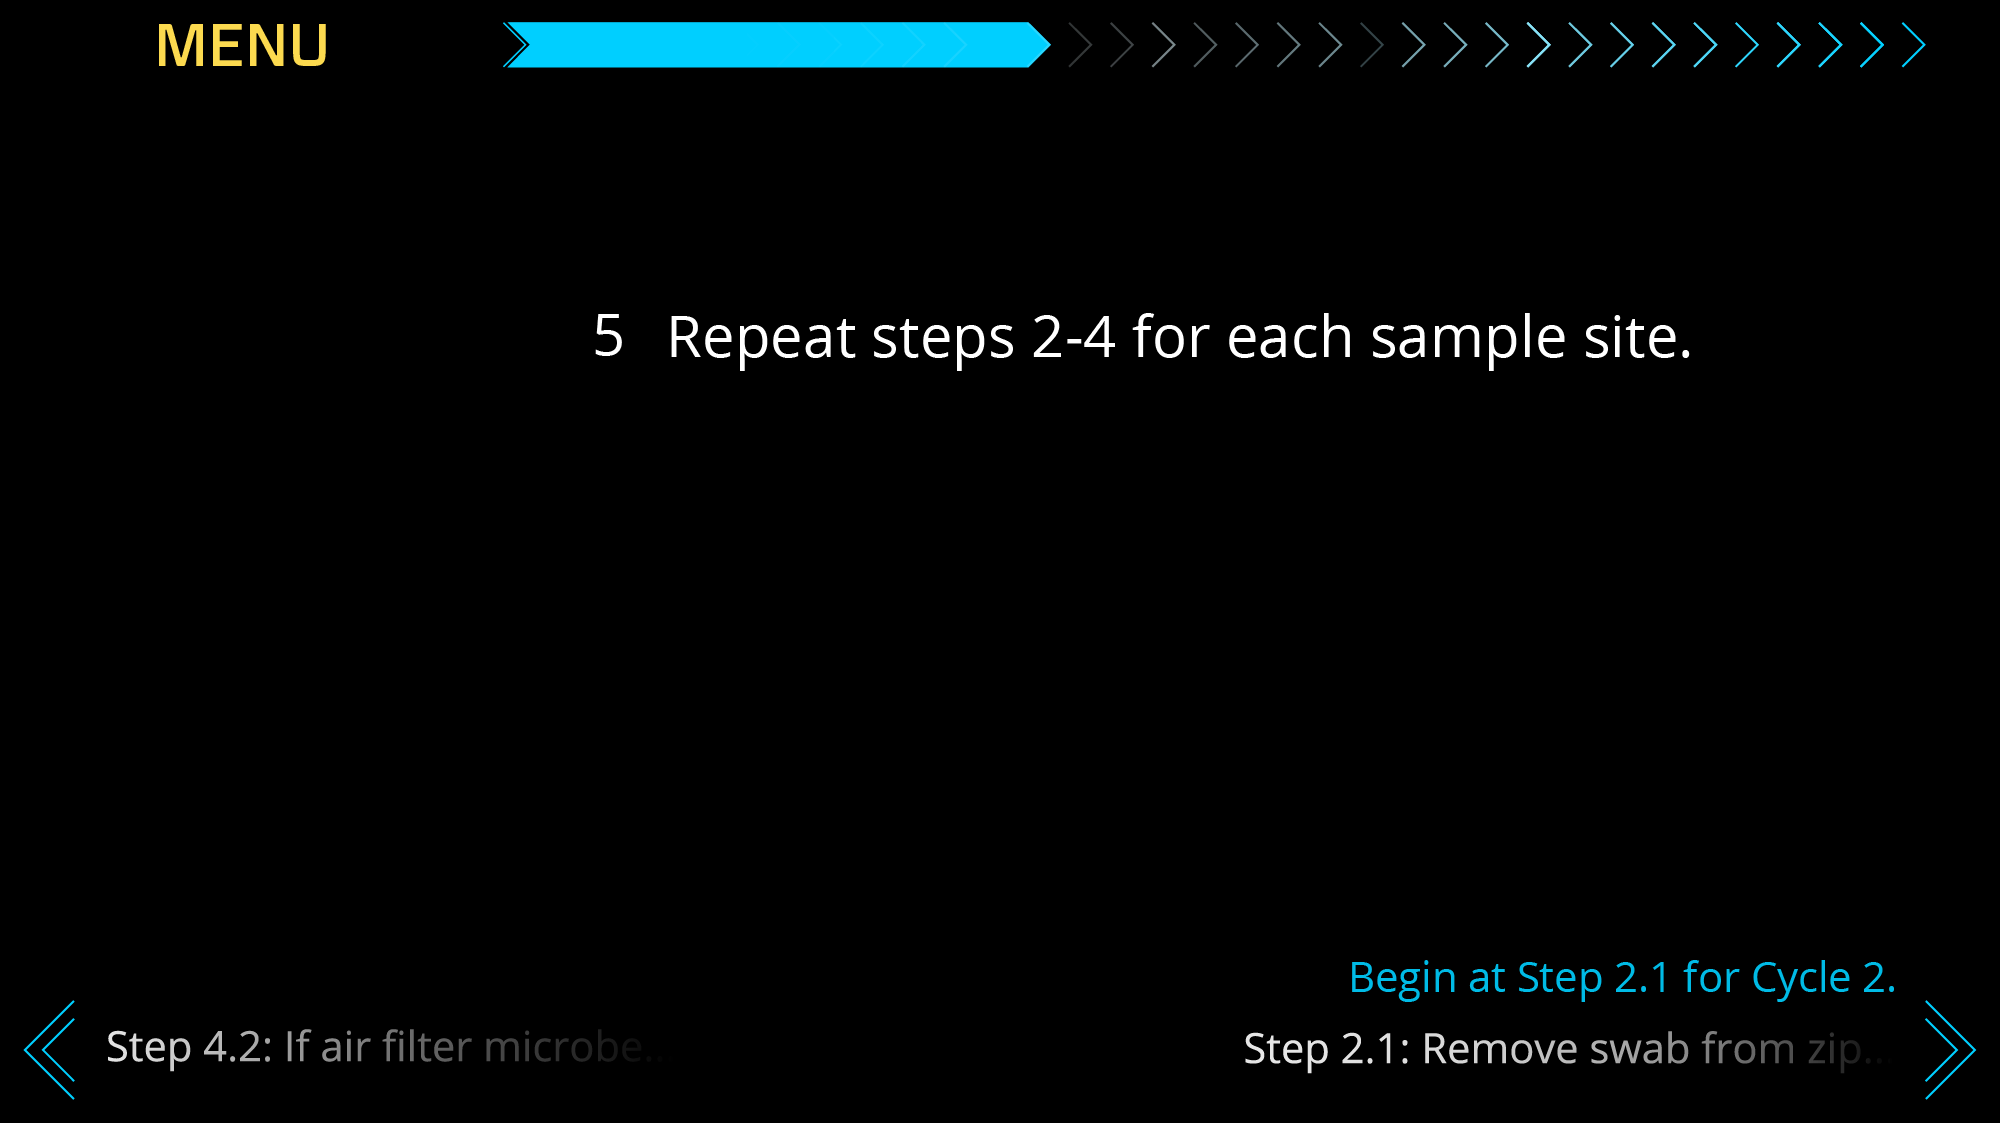 MENU
5 Repeat steps 2-4 for each sample site.
Begin at Step 2.1 for Cycle 2.
Step 4.2: If air filter microbe...
Step 2.1: Remove swab from zip...